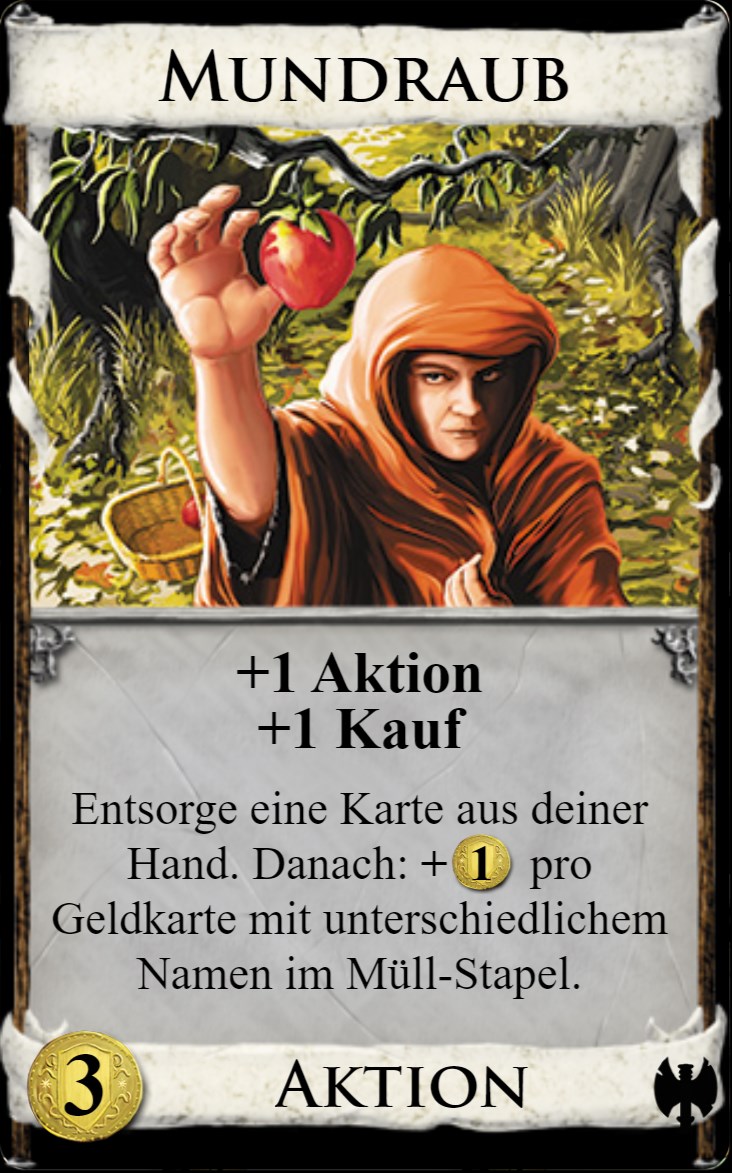 MUNDRAUB
+1 Aktion
+1 Kauf
Entsorge eine Karte aus deiner
Hand. Danach: +1 pro
Geldkarte mit unterschiedlichem
Namen im Müll-Stapel.
3 AKTION